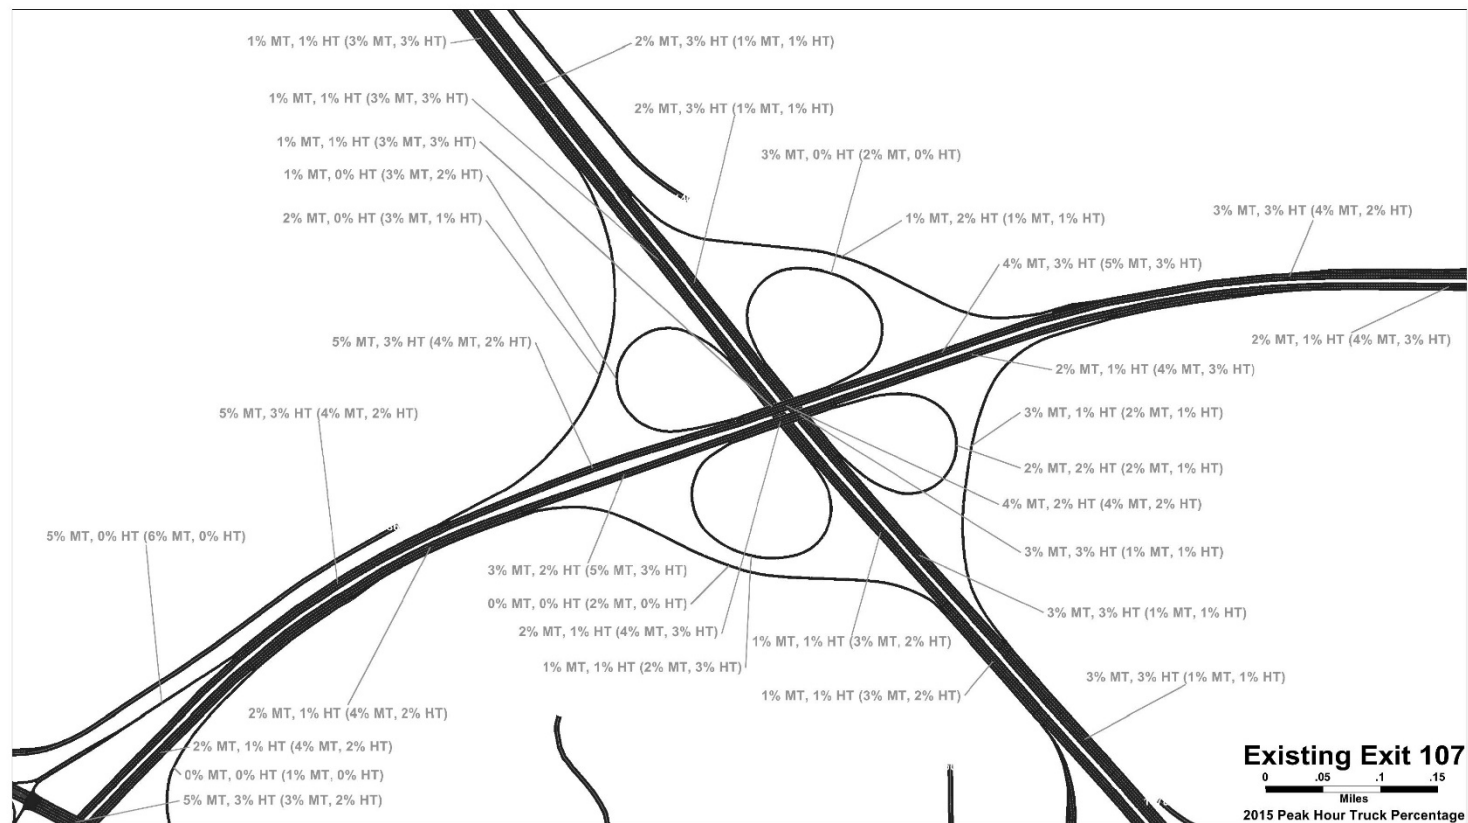 1% MT, 1% HT (3% MT, 3% HT)
2% MT, 3% HT (1% MT, 1% HT)
1% MT, 1% HT (3% MT, 3% HT)
2% MT, 3% HT (1% MT, 1% HT)
1% MT, 1% HT (3% MT, 3% HT)
3% MT, 0% HT (2% MT, 0% HT)
1% MT, 0% HT (3% MT, 2% HT)
2% MT, 0% HT (3% MT, 1% HT)
1% MT, 2% HT (1% MT, 1% HT)
3% MT, 3% HT (4% MT, 2% HT)
4% MT, 3% HT (5% MT, 3% HT)
5% MT, 3% HT (4% MT, 2% HT)
2% MT, 1% HT (4% MT, 3% HT)
2% MT, 1% HT (4% MT, 3% HT)
5% MT, 3% HT (4% MT, 2% HT)
3% MT, 1% HT (2% MT, 1% HT)
2% MT, 2% HT (2% MT, 1% HT)
4% MT, 2% HT (4% MT, 2% HT)
5% MT, 0% HT (6% MT, 0% HT)
3% MT, 3% HT (1% MT, 1% HT)
3% MT, 2% HT (5% MT, 3% HT)
0% MT, 0% HT (2% MT, 0% HT)
3% MT, 3% HT (1% MT, 1% HT)
2% MT, 1% HT (4% MT, 3% HT)
1% MT, 1% HT (3% MT, 2% HT)
1% MT, 1% HT (2% MT, 3% HT)
3% MT, 3% HT (1% MT, 1% HT)
1% MT, 1% HT (3% MT, 2% HT)
2% MT, 1% HT (4% MT, 2% HT)
2% MT, 1% HT (4% MT, 2% HT)
0% MT, 0% HT (1% MT, 0% HT)
5% MT, 3% HT (3% MT, 2% HT)
Existing Exit 107
0 .05 .1 .15
Miles
2015 Peak Hour Truck Percentage